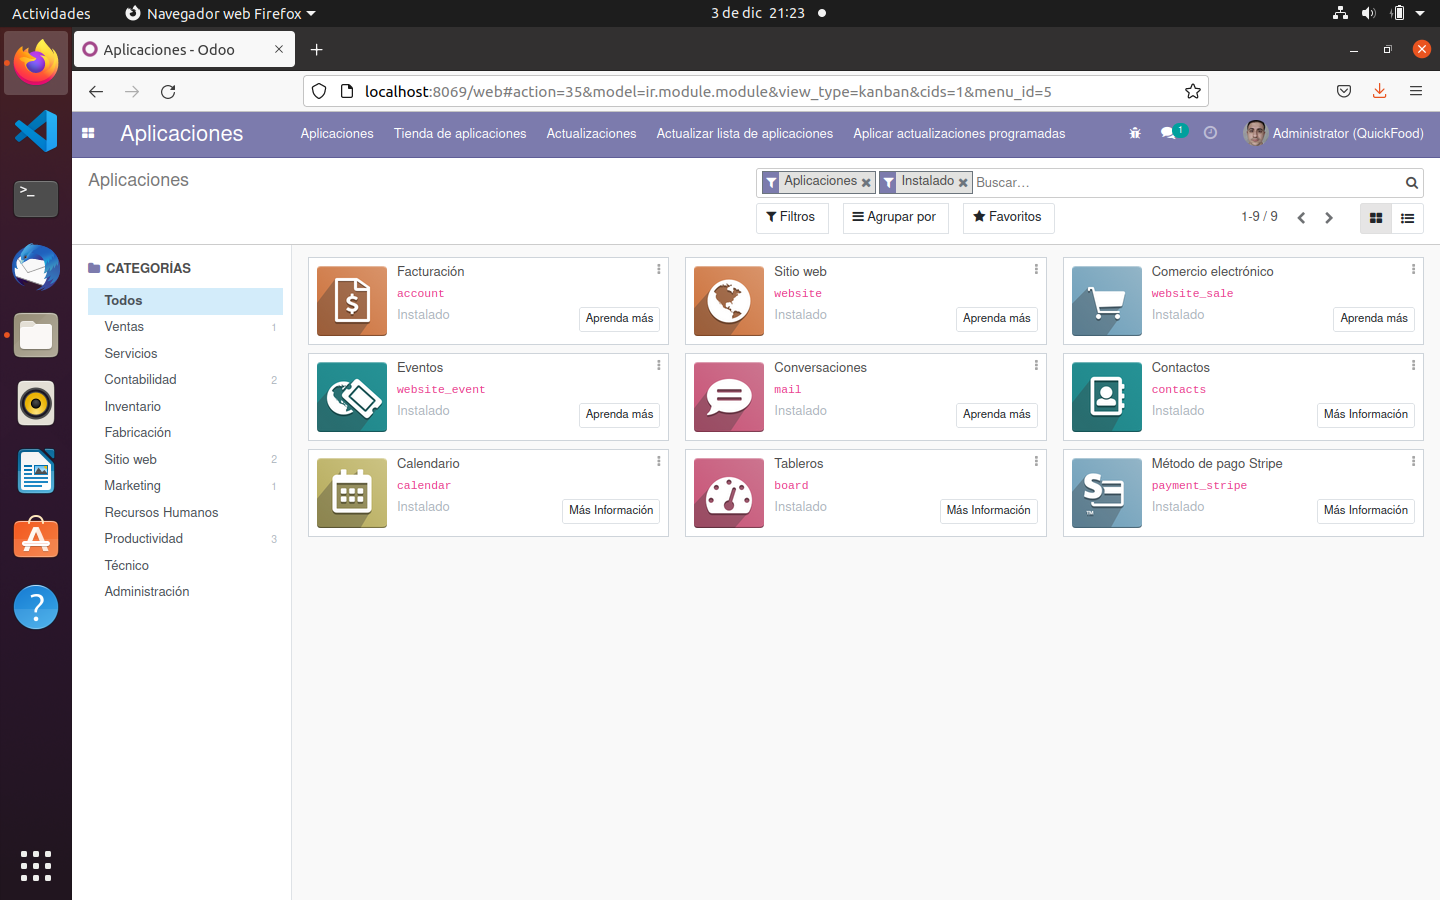 Actividades
Navegador web Firefox
3 de dic 21:23
Aplicaciones - Odoo
localhost:8069/web#action=35&model=ir.module.module&view_type=kanban&cids=1&menu_id=5
Aplicaciones
Aplicaciones
Tienda de aplicaciones
Actualizaciones
Actualizar lista de aplicaciones
Aplicar actualizaciones programadas
1
Administrator (QuickFood)
Aplicaciones
Aplicaciones
Instalado
Buscar...
Filtros
Agrupar por
Favoritos
1-9 / 9
CATEGORÍAS
Todos
Ventas 1
Servicios
Contabilidad 2
Inventario
Fabricación
Sitio web 2
Marketing 1
Recursos Humanos
Productividad 3
Técnico
Administración
Facturación
account
Instalado
Aprenda más
Sitio web
website
Instalado
Aprenda más
Comercio electrónico
website_sale
Instalado
Aprenda más
Eventos
website_event
Instalado
Aprenda más
Conversaciones
mail
Instalado
Aprenda más
Contactos
contacts
Instalado
Más Información
Calendario
calendar
Instalado
Más Información
Tableros
board
Instalado
Más Información
Método de pago Stripe
payment_stripe
Instalado
Más Información